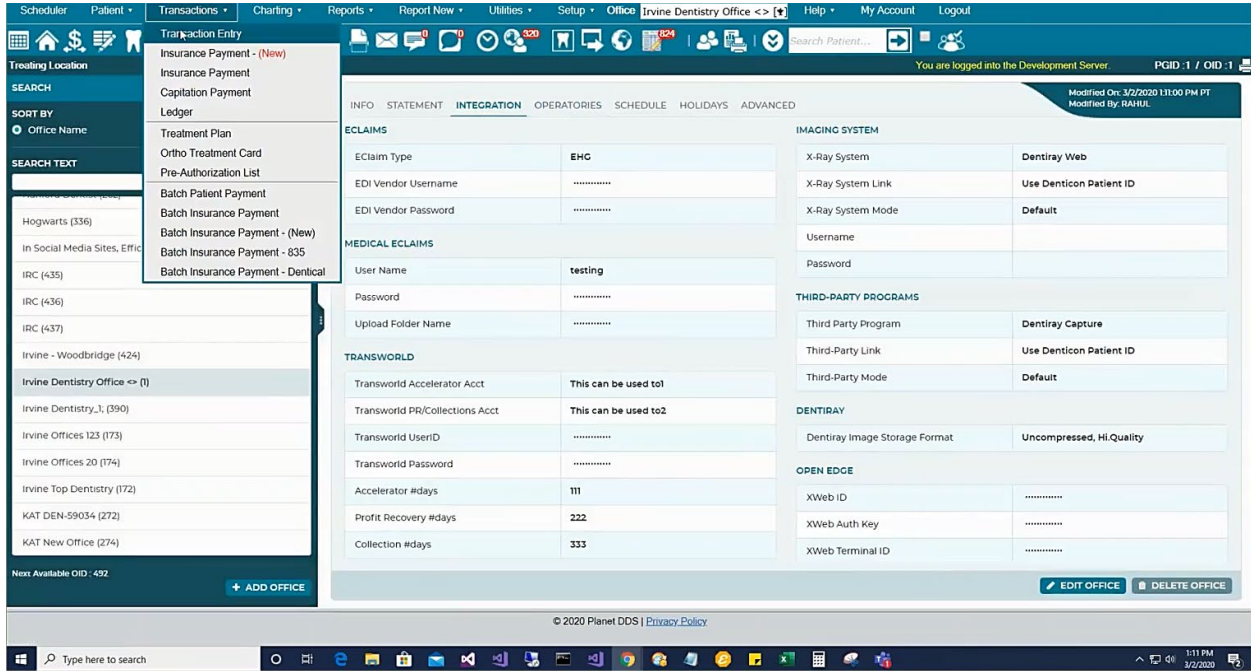 Scheduler Patient Transactions Charting Reports Report New Utilities Setup Office Irvine Dentistry Office <> [+] Help My Account Logout
0 320 0 824 Search Patient...
Treating Location You are logged into the Development Server. PGID :1 / OID :1
Transaction Entry
Insurance Payment - (New)
Insurance Payment
Capitation Payment
Ledger
Treatment Plan
Ortho Treatment Card
Pre-Authorization List
Batch Patient Payment
Batch Insurance Payment
Batch Insurance Payment - (New)
Batch Insurance Payment - 835
Batch Insurance Payment - Dentical
SEARCH
SORT BY
Office Name
SEARCH TEXT
Hogwarts (336)
In Social Media Sites, Effic
IRC (435)
IRC (436)
IRC (437)
Irvine - Woodbridge (424)
Irvine Dentistry Office <> (1)
Irvine Dentistry_1; (390)
Irvine Offices 123 (173)
Irvine Offices 20 (174)
Irvine Top Dentistry (172)
KAT DEN-59034 (272)
KAT New Office (274)
Next Available OID : 492
+ ADD OFFICE
Modified On: 3/2/2020 1:11:00 PM PT
Modified By: RAHUL
INFO STATEMENT INTEGRATION OPERATORIES SCHEDULE HOLIDAYS ADVANCED
ECLAIMS
EClaim Type EHG
EDI Vendor Username ••••••••••••
EDI Vendor Password ••••••••••••
MEDICAL ECLAIMS
User Name testing
Password ••••••••••••
Upload Folder Name ••••••••••••
TRANSWORLD
Transworld Accelerator Acct This can be used to1
Transworld PR/Collections Acct This can be used to2
Transworld UserID ••••••••••••
Transworld Password ••••••••••••
Accelerator #days 111
Profit Recovery #days 222
Collection #days 333
IMAGING SYSTEM
X-Ray System Dentiray Web
X-Ray System Link Use Denticon Patient ID
X-Ray System Mode Default
Username
Password
THIRD-PARTY PROGRAMS
Third Party Program Dentiray Capture
Third-Party Link Use Denticon Patient ID
Third-Party Mode Default
DENTIRAY
Dentiray Image Storage Format Uncompressed, Hi.Quality
OPEN EDGE
XWeb ID ••••••••••••
XWeb Auth Key ••••••••••••
XWeb Terminal ID ••••••••••••
EDIT OFFICE DELETE OFFICE
© 2020 Planet DDS | Privacy Policy
Type here to search
1:11 PM
3/2/2020